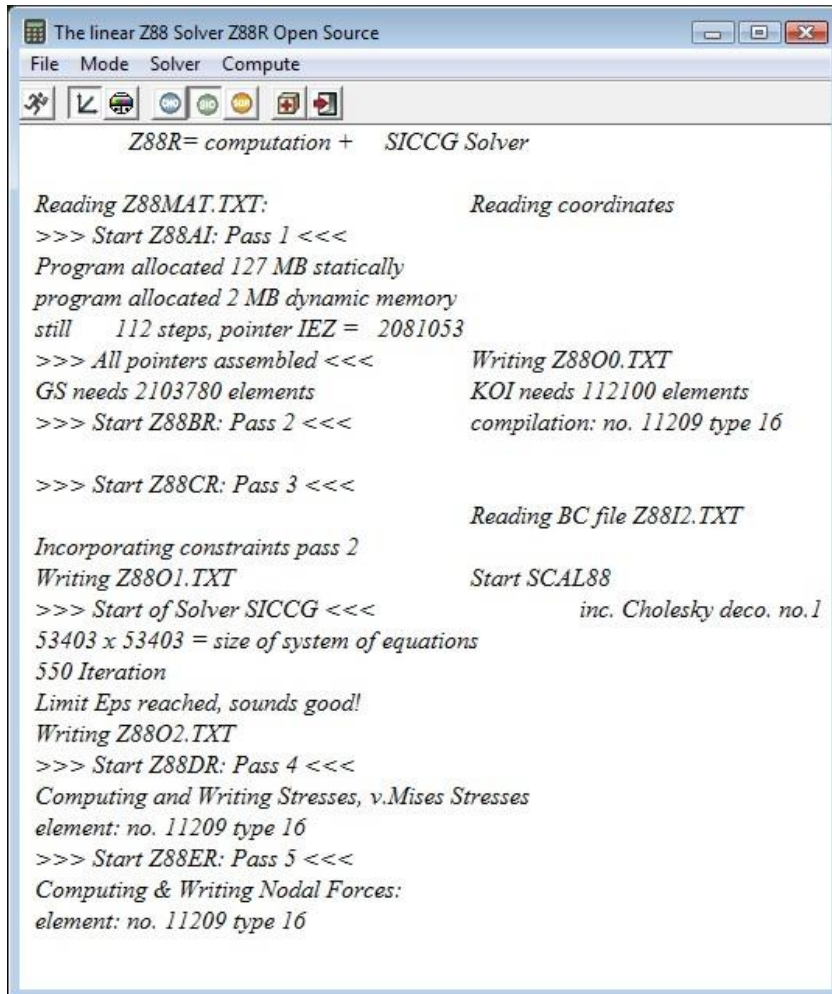 The linear Z88 Solver Z88R Open Source
File Mode Solver Compute
CHO SIC SOR
Z88R= computation + SICCG Solver
Reading Z88MAT.TXT: Reading coordinates
>>> Start Z88AI: Pass 1 <<<
Program allocated 127 MB statically
program allocated 2 MB dynamic memory
still 112 steps, pointer IEZ = 2081053
>>> All pointers assembled <<< Writing Z88O0.TXT
GS needs 2103780 elements KOI needs 112100 elements
>>> Start Z88BR: Pass 2 <<< compilation: no. 11209 type 16
>>> Start Z88CR: Pass 3 <<<
Reading BC file Z88I2.TXT
Incorporating constraints pass 2
Writing Z88O1.TXT Start SCAL88
>>> Start of Solver SICCG <<< inc. Cholesky deco. no.1
53403 x 53403 = size of system of equations
550 Iteration
Limit Eps reached, sounds good!
Writing Z88O2.TXT
>>> Start Z88DR: Pass 4 <<<
Computing and Writing Stresses, v.Mises Stresses
element: no. 11209 type 16
>>> Start Z88ER: Pass 5 <<<
Computing & Writing Nodal Forces:
element: no. 11209 type 16